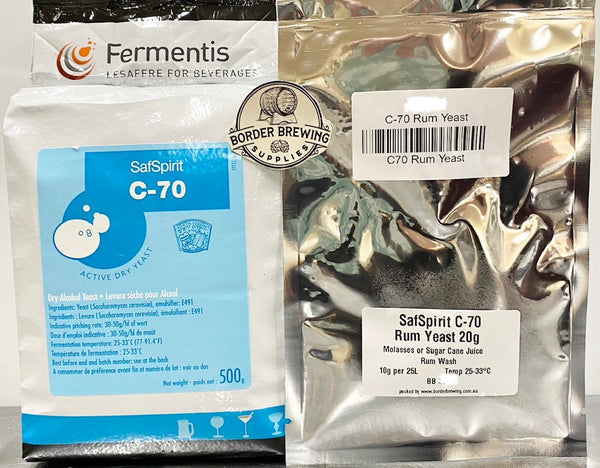 Fermentis
LESAFFRE FOR BEVERAGES
SafSpirit
C-70
ACTIVE DRY YEAST
Dry Alcohol Yeast • Levure sèche pour Alcool
Ingredients: Yeast (Saccharomyces cerevisiae), emulsifier: E491
Ingrédients : Levure (Saccharomyces cerevisiae), émulsifiant : E491
Indicative pitching rate: 30-50g/hl of wort
Dose d'emploi indicative : 30-50g/hl de moût
Fermentation temperature: 25-33°C (77-91.4°F)
Température de fermentation : 25-33°C
Best before end and batch number: see at the back
A consommer de préférence avant fin et numéro de lot : voir au dos
Net weight - poids net : 500g
BORDER BREWING
SUPPLIES
C-70 Rum Yeast
C70 Rum Yeast
SafSpirit C-70
Rum Yeast 20g
Molasses or Sugar Cane Juice
Rum Wash
10g per 25L Temp 25-33°C
BB
packed by www.borderbrewing.com.au